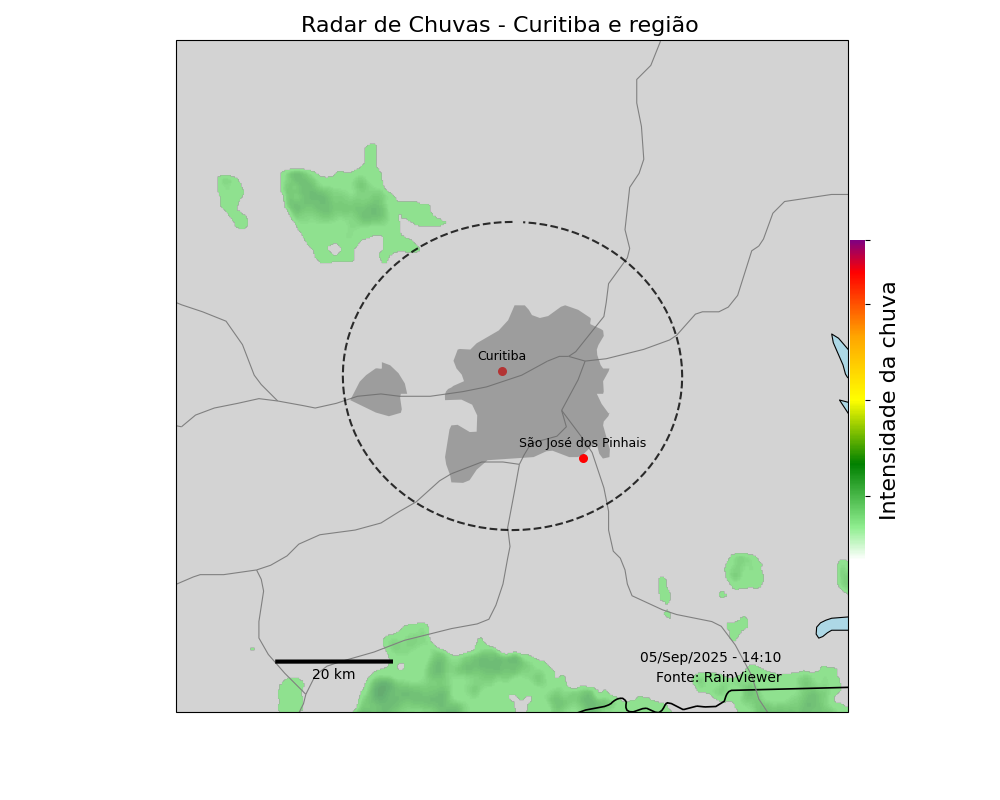 Radar de Chuvas - Curitiba e região
Curitiba
São José dos Pinhais
Intensidade da chuva
05/Sep/2025 - 14:10
Fonte: RainViewer
20 km